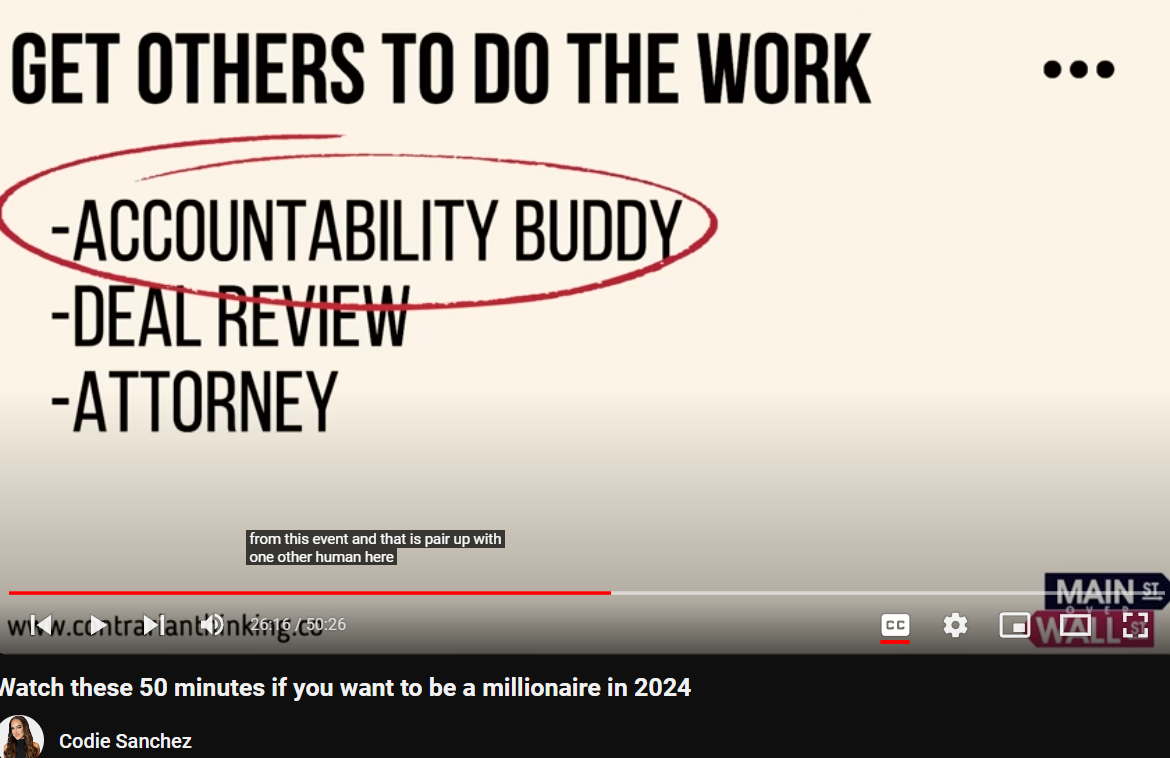 GET OTHERS TO DO THE WORK
-ACCOUNTABILITY BUDDY
-DEAL REVIEW
-ATTORNEY
from this event and that is pair up with
one other human here
MAIN ST
OVER
WALL ST
www.contrarianthinking.co
26:16 / 50:26
CC
Watch these 50 minutes if you want to be a millionaire in 2024
Codie Sanchez